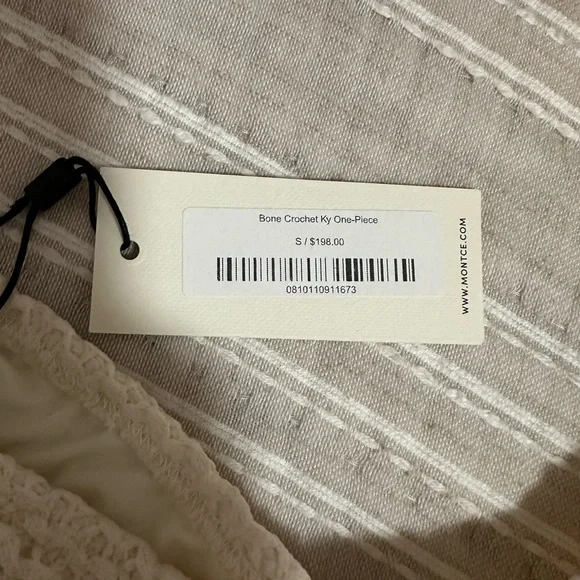 Bone Crochet Ky One-Piece
S / $198.00
0810110911673
WWW.MONTCE.COM